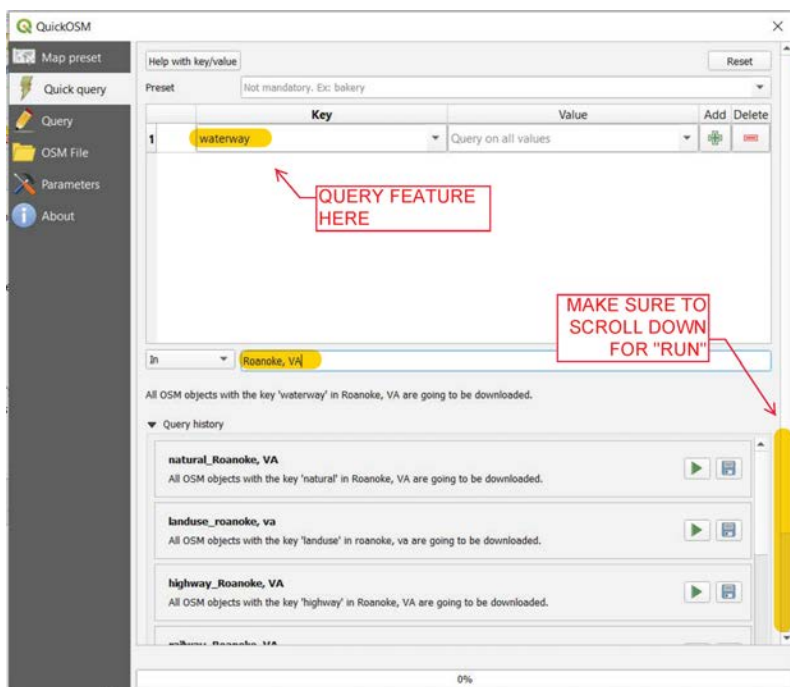 QuickOSM
Map preset
Quick query
Query
OSM File
Parameters
About
Help with key/value
Reset
Preset
Not mandatory. Ex: bakery
Key Value Add Delete
1 waterway Query on all values
QUERY FEATURE
HERE
MAKE SURE TO
SCROLL DOWN
FOR "RUN"
In Roanoke, VA
All OSM objects with the key 'waterway' in Roanoke, VA are going to be downloaded.
Query history
natural_Roanoke, VA
All OSM objects with the key 'natural' in Roanoke, VA are going to be downloaded.
landuse_roanoke, va
All OSM objects with the key 'landuse' in roanoke, va are going to be downloaded.
highway_Roanoke, VA
All OSM objects with the key 'highway' in Roanoke, VA are going to be downloaded.
railway_Roanoke, VA
0%